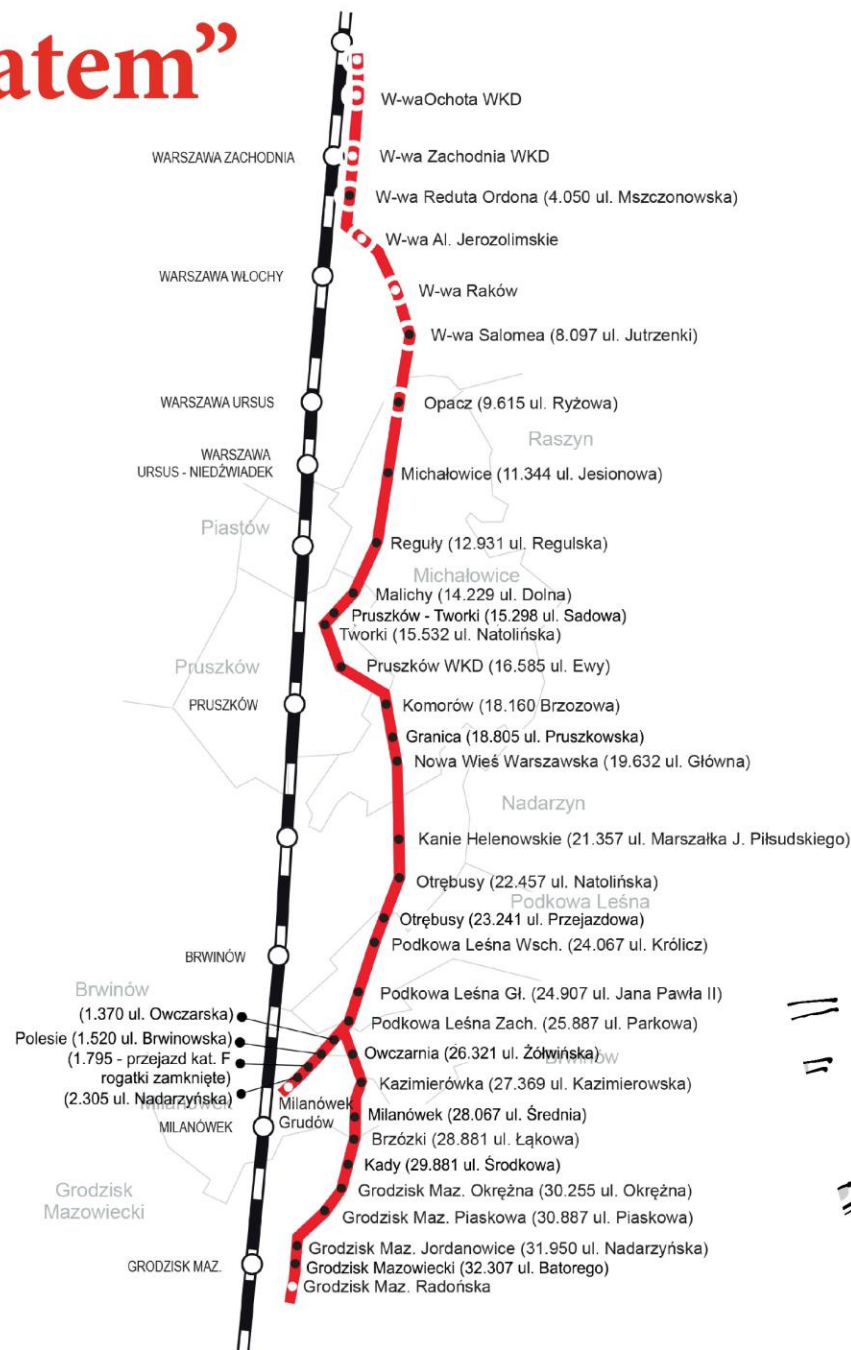 atem”
W-waOchota WKD
WARSZAWA ZACHODNIA
W-wa Zachodnia WKD
W-wa Reduta Ordona (4.050 ul. Mszczonowska)
W-wa Al. Jerozolimskie
WARSZAWA WŁOCHY
W-wa Raków
W-wa Salomea (8.097 ul. Jutrzenki)
WARSZAWA URSUS
Opacz (9.615 ul. Ryżowa)
Raszyn
WARSZAWA
URSUS - NIEDŹWIADEK
Michałowice (11.344 ul. Jesionowa)
Piastów
Reguły (12.931 ul. Regulska)
Michałowice
Malichy (14.229 ul. Dolna)
Pruszków - Tworki (15.298 ul. Sadowa)
Tworki (15.532 ul. Natolińska)
Pruszków
Pruszków WKD (16.585 ul. Ewy)
PRUSZKÓW
Komorów (18.160 Brzozowa)
Granica (18.805 ul. Pruszkowska)
Nowa Wieś Warszawska (19.632 ul. Główna)
Nadarzyn
Kanie Helenowskie (21.357 ul. Marszałka J. Piłsudskiego)
Otrębusy (22.457 ul. Natolińska)
Podkowa Leśna
Otrębusy (23.241 ul. Przejazdowa)
Podkowa Leśna Wsch. (24.067 ul. Królicz)
BRWINÓW
Brwinów
Podkowa Leśna Gł. (24.907 ul. Jana Pawła II)
(1.370 ul. Owczarska)
Podkowa Leśna Zach. (25.887 ul. Parkowa)
Polesie (1.520 ul. Brwinowska)
(1.795 - przejazd kat. F
rogatki zamknięte)
(2.305 ul. Nadarzyńska)
Owczarnia (26.321 ul. Żółwińska)
Brwinów
Kazimierówka (27.369 ul. Kazimierowska)
Milanówek
Milanówek
Grudów
MILANÓWEK
Milanówek (28.067 ul. Średnia)
Brzózki (28.881 ul. Łąkowa)
Kady (29.881 ul. Środkowa)
Grodzisk
Mazowiecki
Grodzisk Maz. Okrężna (30.255 ul. Okrężna)
Grodzisk Maz. Piaskowa (30.887 ul. Piaskowa)
Grodzisk Maz. Jordanowice (31.950 ul. Nadarzyńska)
GRODZISK MAZ.
Grodzisk Mazowiecki (32.307 ul. Batorego)
Grodzisk Maz. Radońska